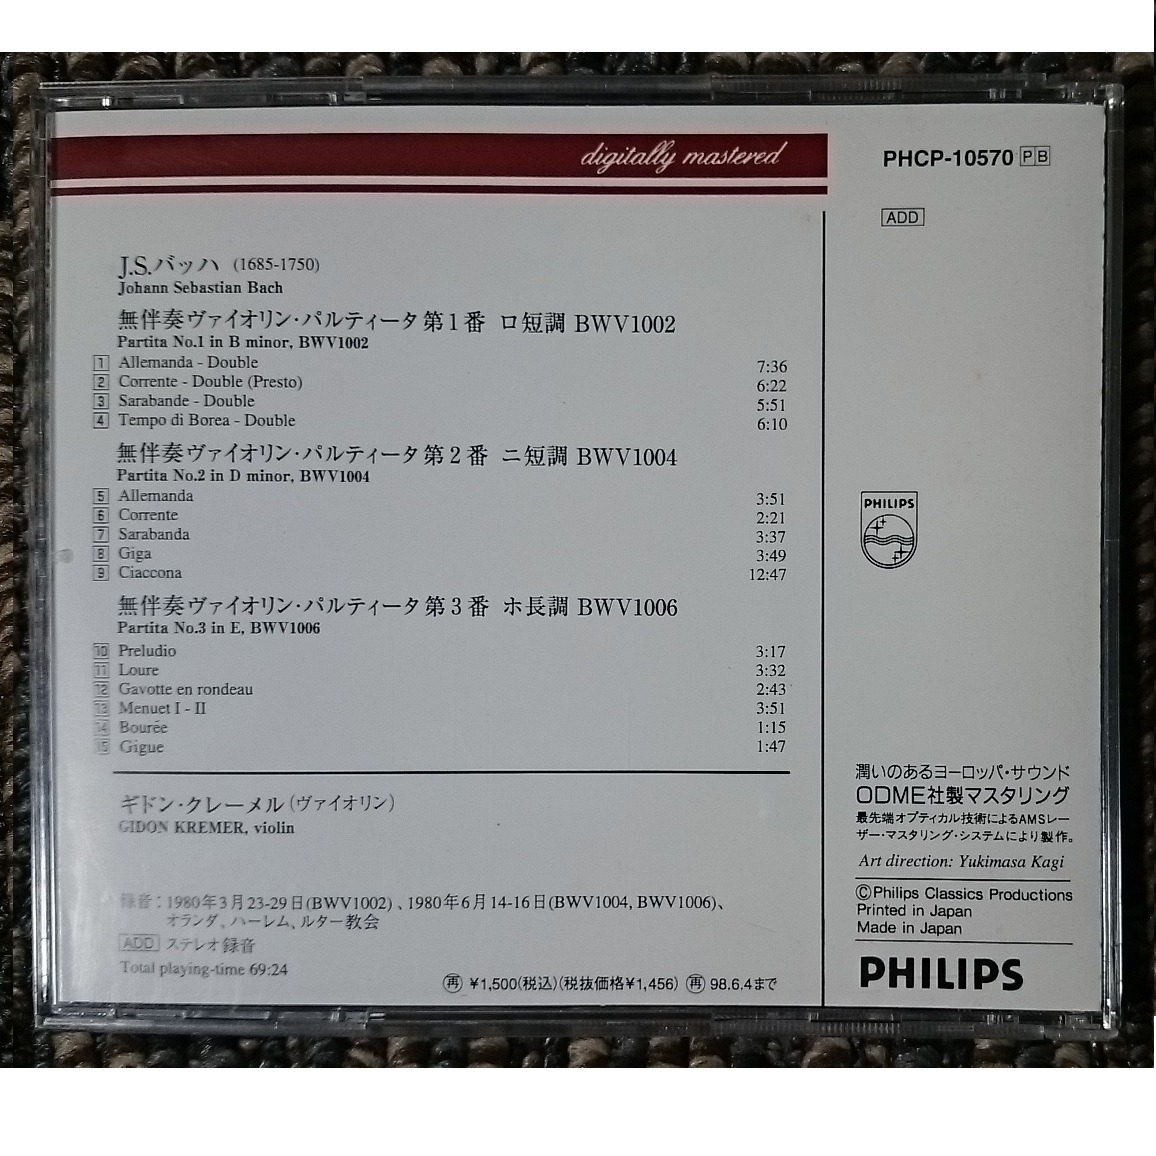 digitally mastered
PHCP-10570 PB
ADD
J.S.バッハ (1685-1750)
Johann Sebastian Bach
無伴奏ヴァイオリン・パルティータ第1番 ロ短調 BWV1002
Partita No.1 in B minor, BWV1002
1 Allemanda - Double 7:36
2 Corrente - Double (Presto) 6:22
3 Sarabande - Double 5:51
4 Tempo di Borea - Double 6:10
無伴奏ヴァイオリン・パルティータ第2番 ニ短調 BWV1004
Partita No.2 in D minor, BWV1004
5 Allemanda 3:51
6 Corrente 2:21
7 Sarabanda 3:37
8 Giga 3:49
9 Ciaccona 12:47
無伴奏ヴァイオリン・パルティータ第3番 ホ長調 BWV1006
Partita No.3 in E, BWV1006
10 Preludio 3:17
11 Loure 3:32
12 Gavotte en rondeau 2:43
13 Menuet I - II 3:51
14 Bourée 1:15
15 Gigue 1:47
ギドン・クレーメル(ヴァイオリン)
GIDON KREMER, violin
録音：1980年3月23-29日(BWV1002)、1980年6月14-16日(BWV1004, BWV1006)、
オランダ、ハーレム、ルター教会
ADD ステレオ録音
Total playing-time 69:24
再 ¥1,500(税込)(税抜価格¥1,456) 再 98.6.4まで
PHILIPS
潤いのあるヨーロッパ・サウンド
ODME社製マスタリング
最先端オプティカル技術によるAMSレー
ザー・マスタリング・システムにより製作。
Art direction: Yukimasa Kagi
©Philips Classics Productions
Printed in Japan
Made in Japan
PHILIPS